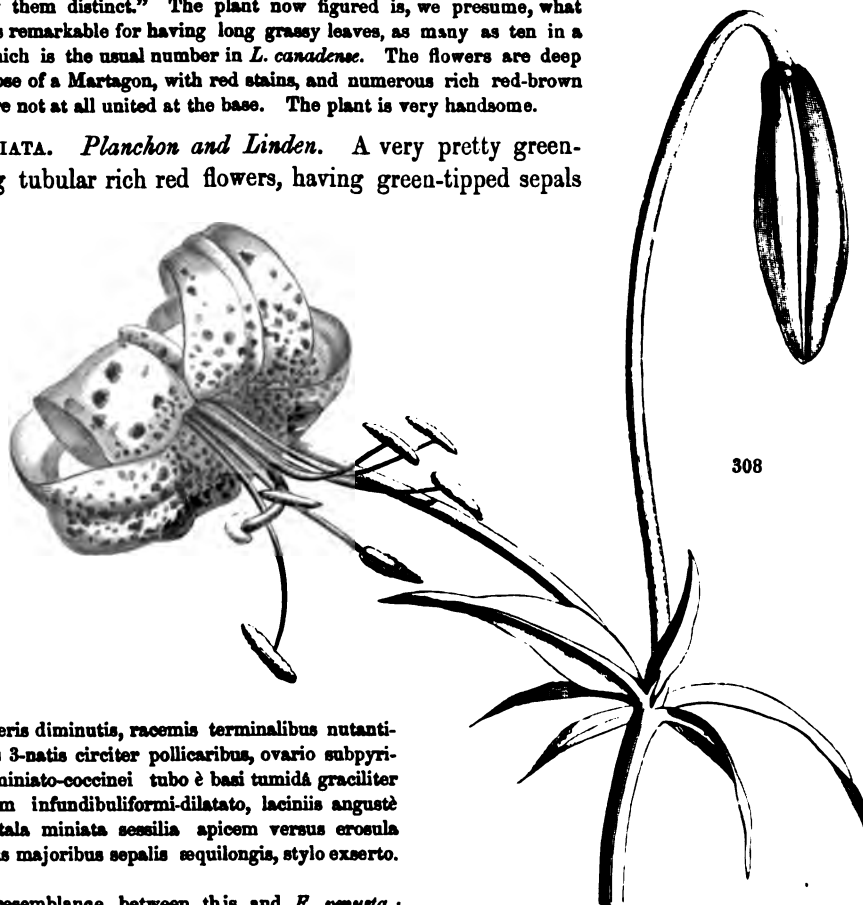 them distinct." The plant now figured is, we presume, what
remarkable for having long grassy leaves, as many as ten in a
is the usual number in L. canadense. The flowers are deep
of a Martagon, with red stains, and numerous rich red-brown
not at all united at the base. The plant is very handsome.
IATA. Planchon and Linden. A very pretty green-
tubular rich red flowers, having green-tipped sepals
308
eris diminutis, racemis terminalibus nutanti-
3-natis circiter pollicaribus, ovario subpyri-
miniato-coccinei tubo è basi tumidâ graciliter
m infundibuliformi-dilatato, laciniis angustè
tala miniata sessilia apicem versus erosula
s majoribus sepalis æquilongis, stylo exserto.
resemblance between this and F. venusta;